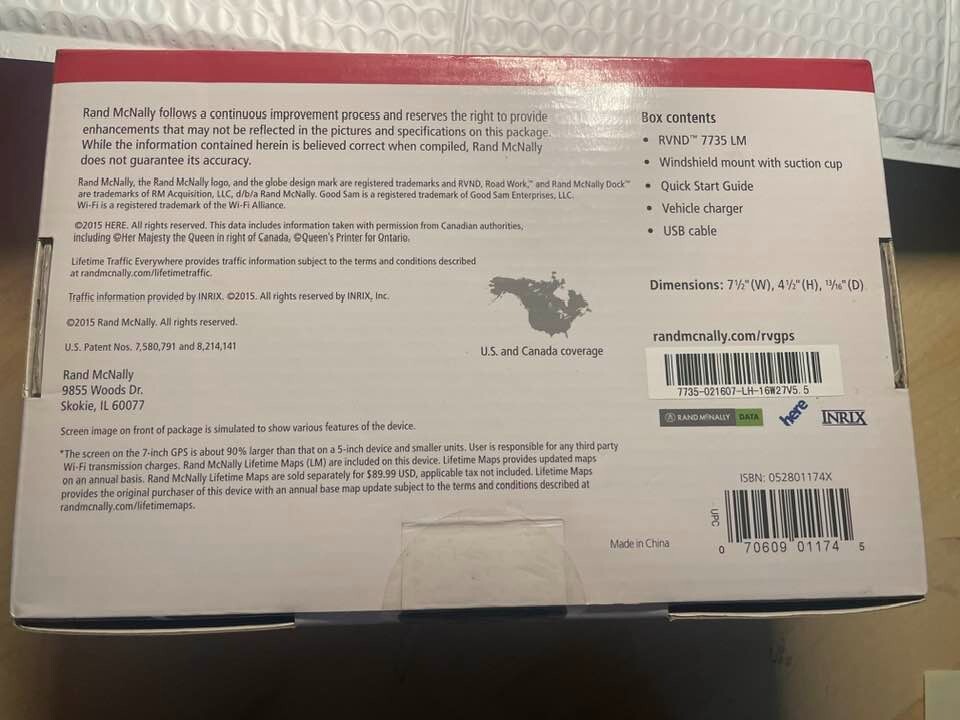 Rand McNally follows a continuous improvement process and reserves the right to provide
enhancements that may not be reflected in the pictures and specifications on this package.
While the information contained herein is believed correct when compiled, Rand McNally
does not guarantee its accuracy.
Rand McNally, the Rand McNally logo, and the globe design mark are registered trademarks and RVND, Road Work,™ and Rand McNally Dock™
are trademarks of RM Acquisition, LLC, d/b/a Rand McNally. Good Sam is a registered trademark of Good Sam Enterprises, LLC.
Wi-Fi is a registered trademark of the Wi-Fi Alliance.
©2015 HERE. All rights reserved. This data includes information taken with permission from Canadian authorities,
including ©Her Majesty the Queen in right of Canada, ©Queen's Printer for Ontario.
Lifetime Traffic Everywhere provides traffic information subject to the terms and conditions described
at randmcnally.com/lifetimetraffic.
Traffic information provided by INRIX. ©2015. All rights reserved by INRIX, Inc.
©2015 Rand McNally. All rights reserved.
U.S. Patent Nos. 7,580,791 and 8,214,141
Rand McNally
9855 Woods Dr.
Skokie, IL 60077
Screen image on front of package is simulated to show various features of the device.
*The screen on the 7-inch GPS is about 90% larger than that on a 5-inch device and smaller units. User is responsible for any third party
Wi-Fi transmission charges. Rand McNally Lifetime Maps (LM) are included on this device. Lifetime Maps provides updated maps
on an annual basis. Rand McNally Lifetime Maps are sold separately for $89.99 USD, applicable tax not included. Lifetime Maps
provides the original purchaser of this device with an annual base map update subject to the terms and conditions described at
randmcnally.com/lifetimemaps.
U.S. and Canada coverage
Box contents
• RVND™ 7735 LM
• Windshield mount with suction cup
• Quick Start Guide
• Vehicle charger
• USB cable
Dimensions: 7½"(W), 4½"(H), 13/16"(D)
randmcnally.com/rvgps
7735-021607-LH-16W27V5.5
RAND MCNALLY DATA
here
INRIX
ISBN: 052801174X
UPC
0 70609 01174 5
Made in China